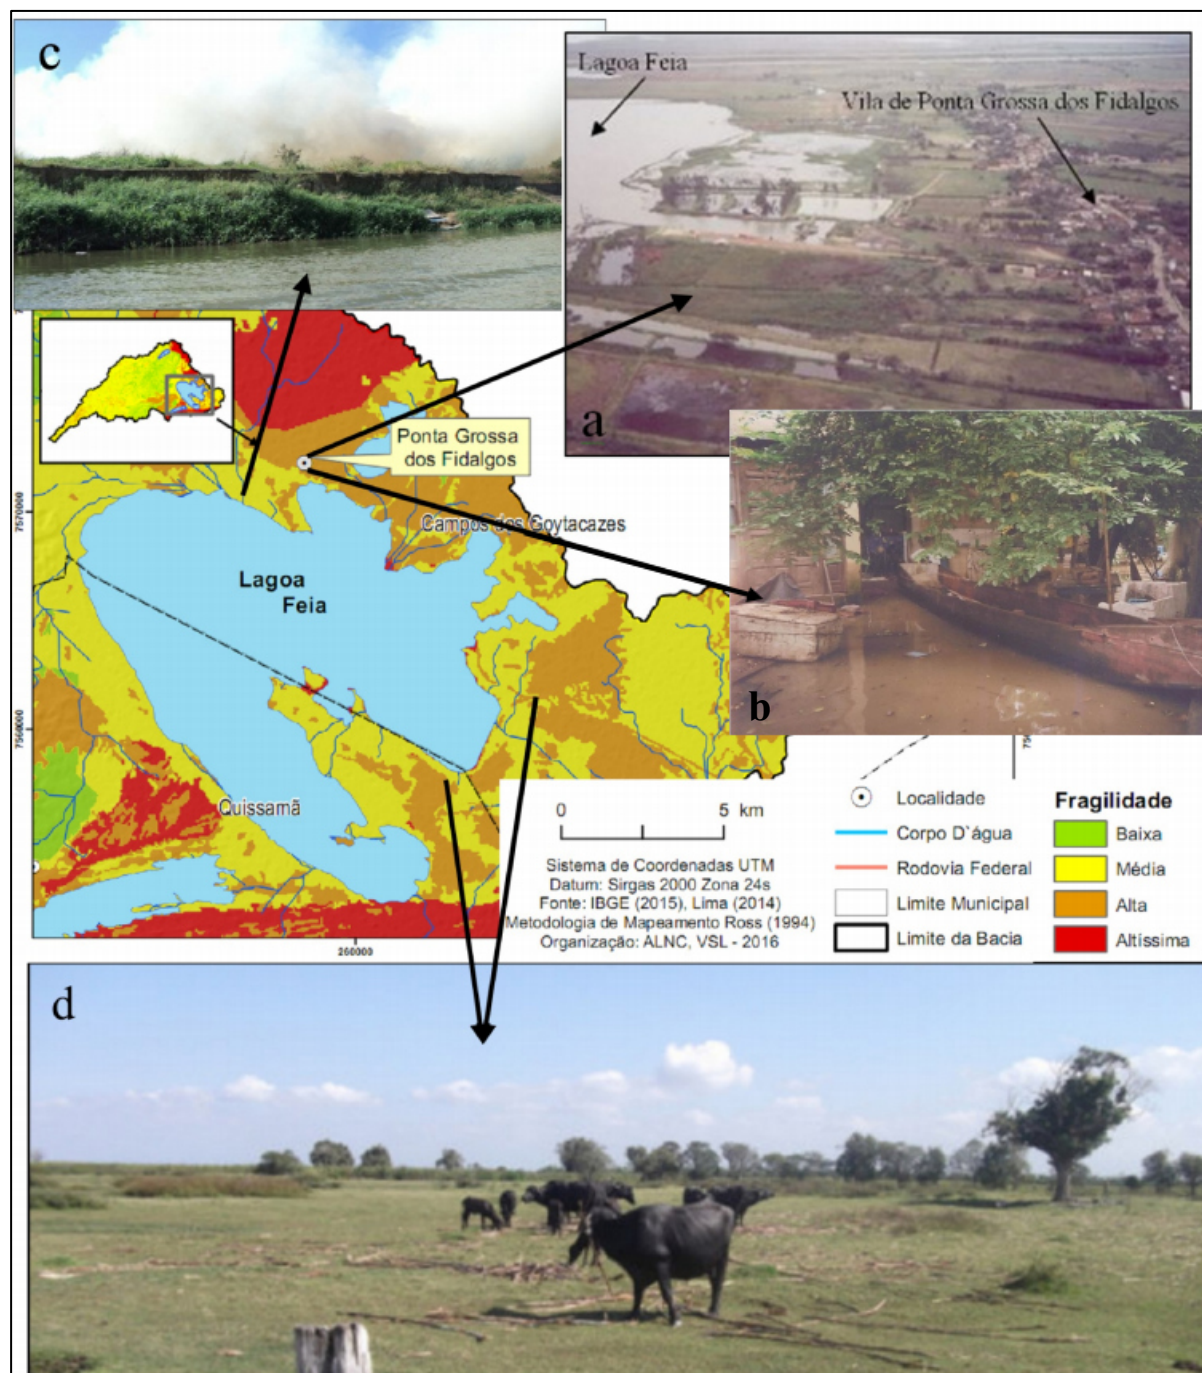 c
Lagoa Feia
Vila de Ponta Grossa dos Fidalgos
a
Ponta Grossa
dos Fidalgos
7570000
Campos dos Goytacazes
Lagoa
Feia
b
Quissamã
260000
0 5 km
Sistema de Coordenadas UTM
Datum: Sirgas 2000 Zona 24s
Fonte: IBGE (2015), Lima (2014)
Metodologia de Mapeamento Ross (1994)
Organização: ALNC, VSL - 2016
Localidade
Corpo D`água
Rodovia Federal
Limite Municipal
Limite da Bacia
Fragilidade
Baixa
Média
Alta
Altíssima
d